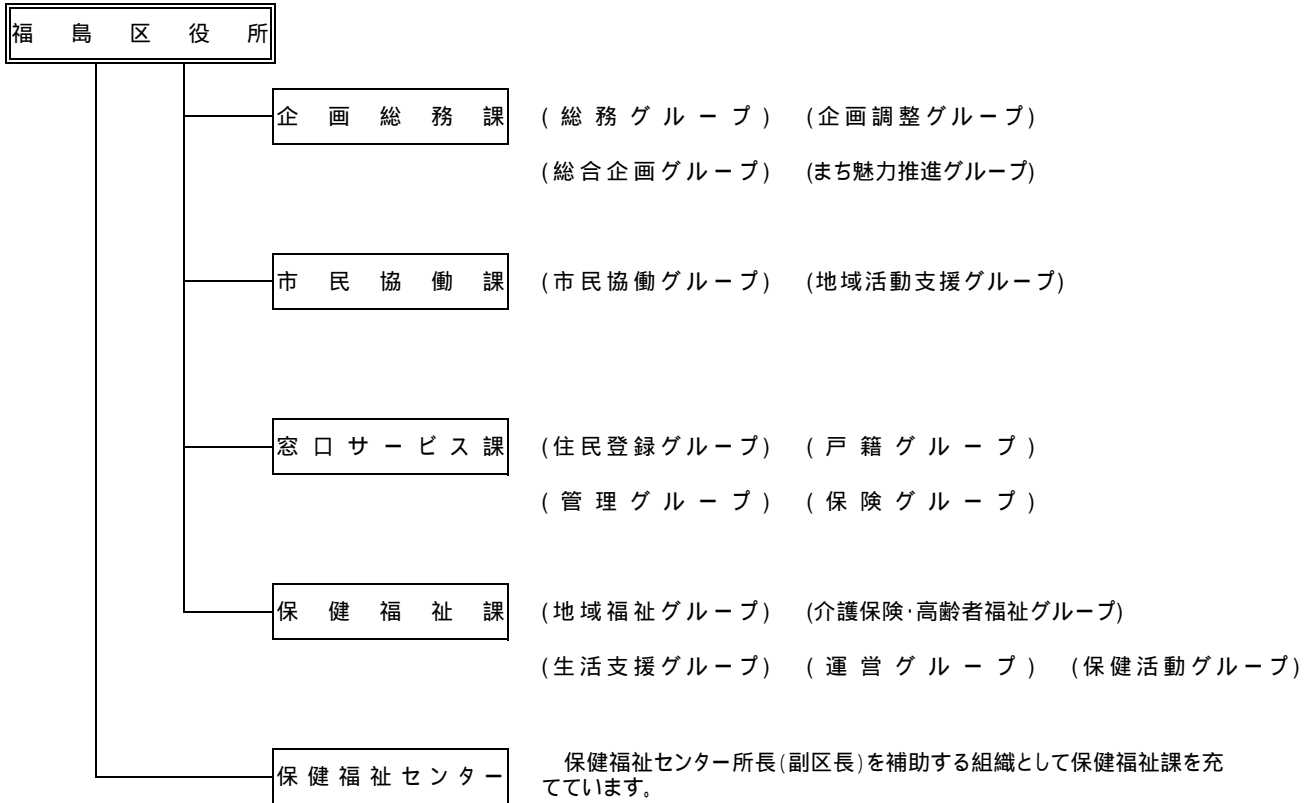 福島区役所
企画総務課 (総務グループ) (企画調整グループ)
(総合企画グループ) (まち魅力推進グループ)
市民協働課 (市民協働グループ) (地域活動支援グループ)
窓口サービス課 (住民登録グループ) (戸籍グループ)
(管理グループ) (保険グループ)
保健福祉課 (地域福祉グループ) (介護保険・高齢者福祉グループ)
(生活支援グループ) (運営グループ) (保健活動グループ)
保健福祉センター 保健福祉センター所長(副区長)を補助する組織として保健福祉課を充
てています。